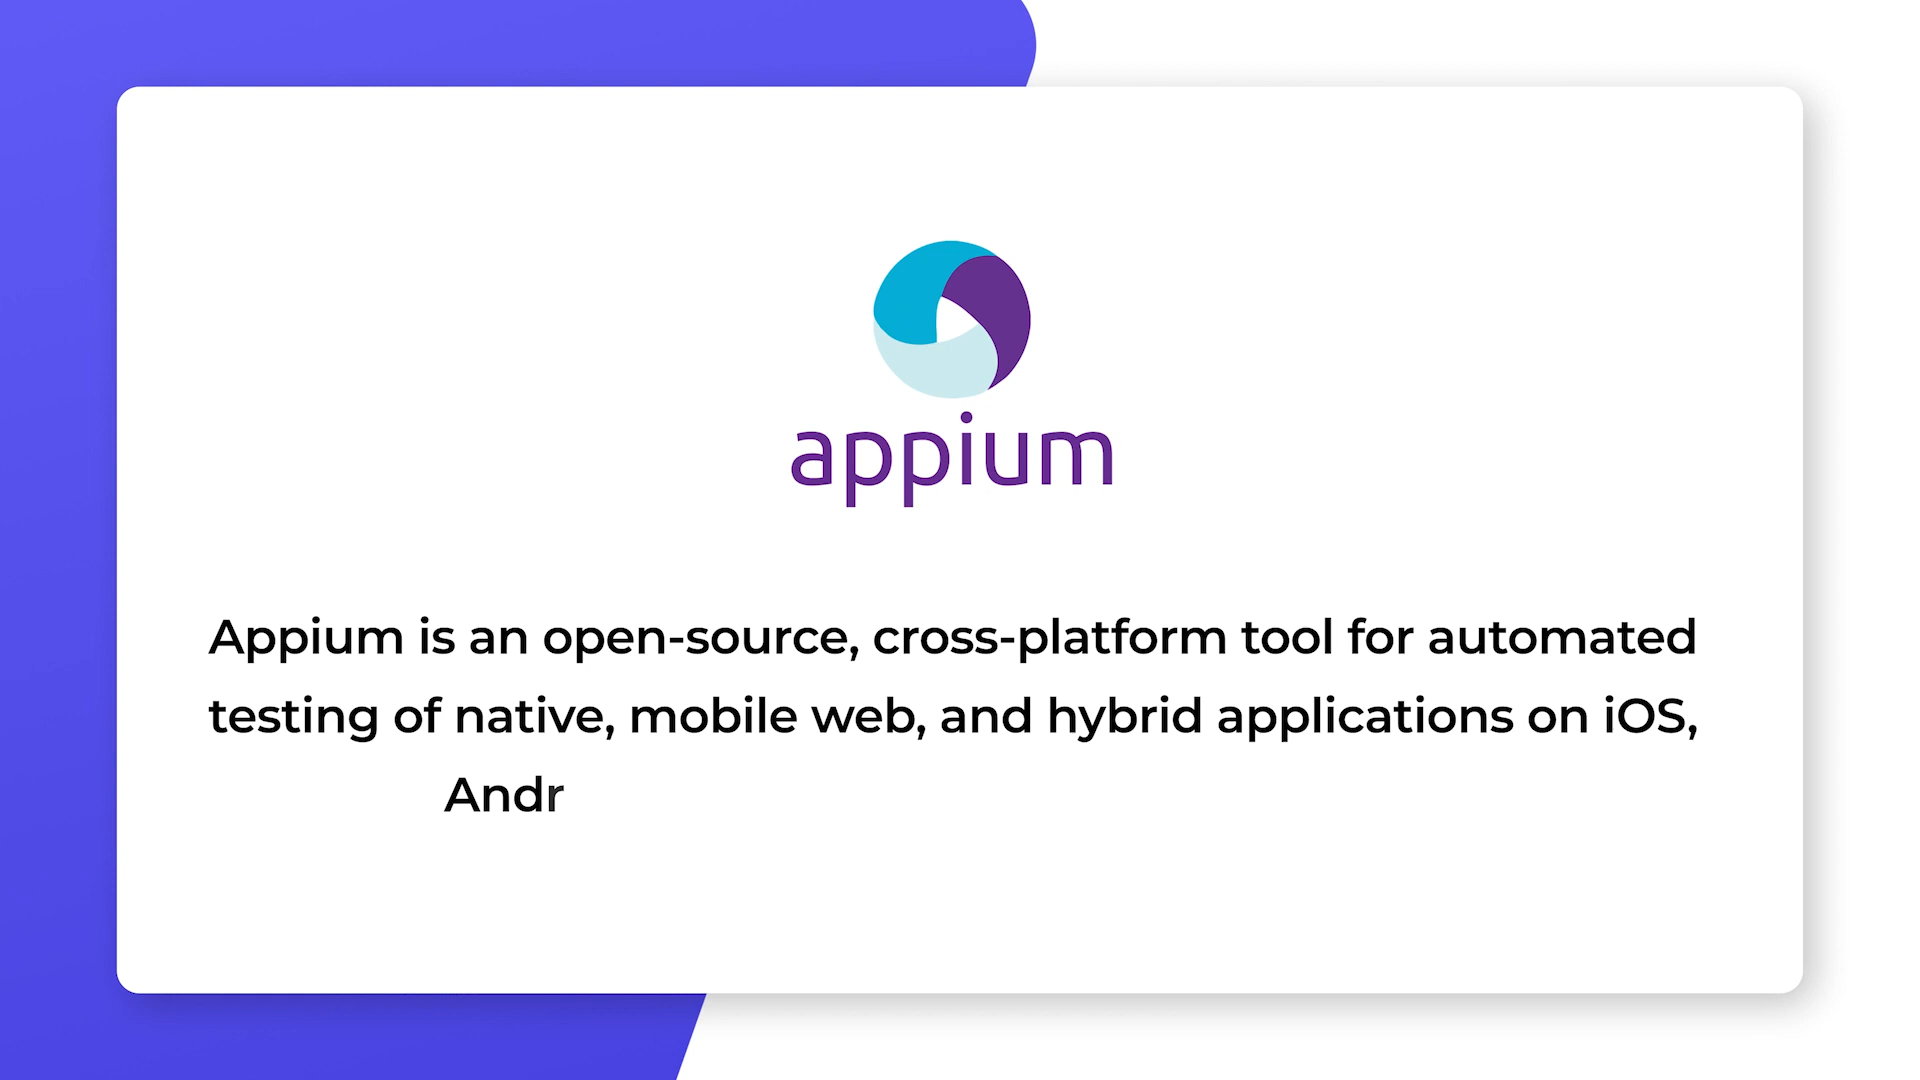 appium
Appium is an open-source, cross-platform tool for automated
testing of native, mobile web, and hybrid applications on iOS,
Andr